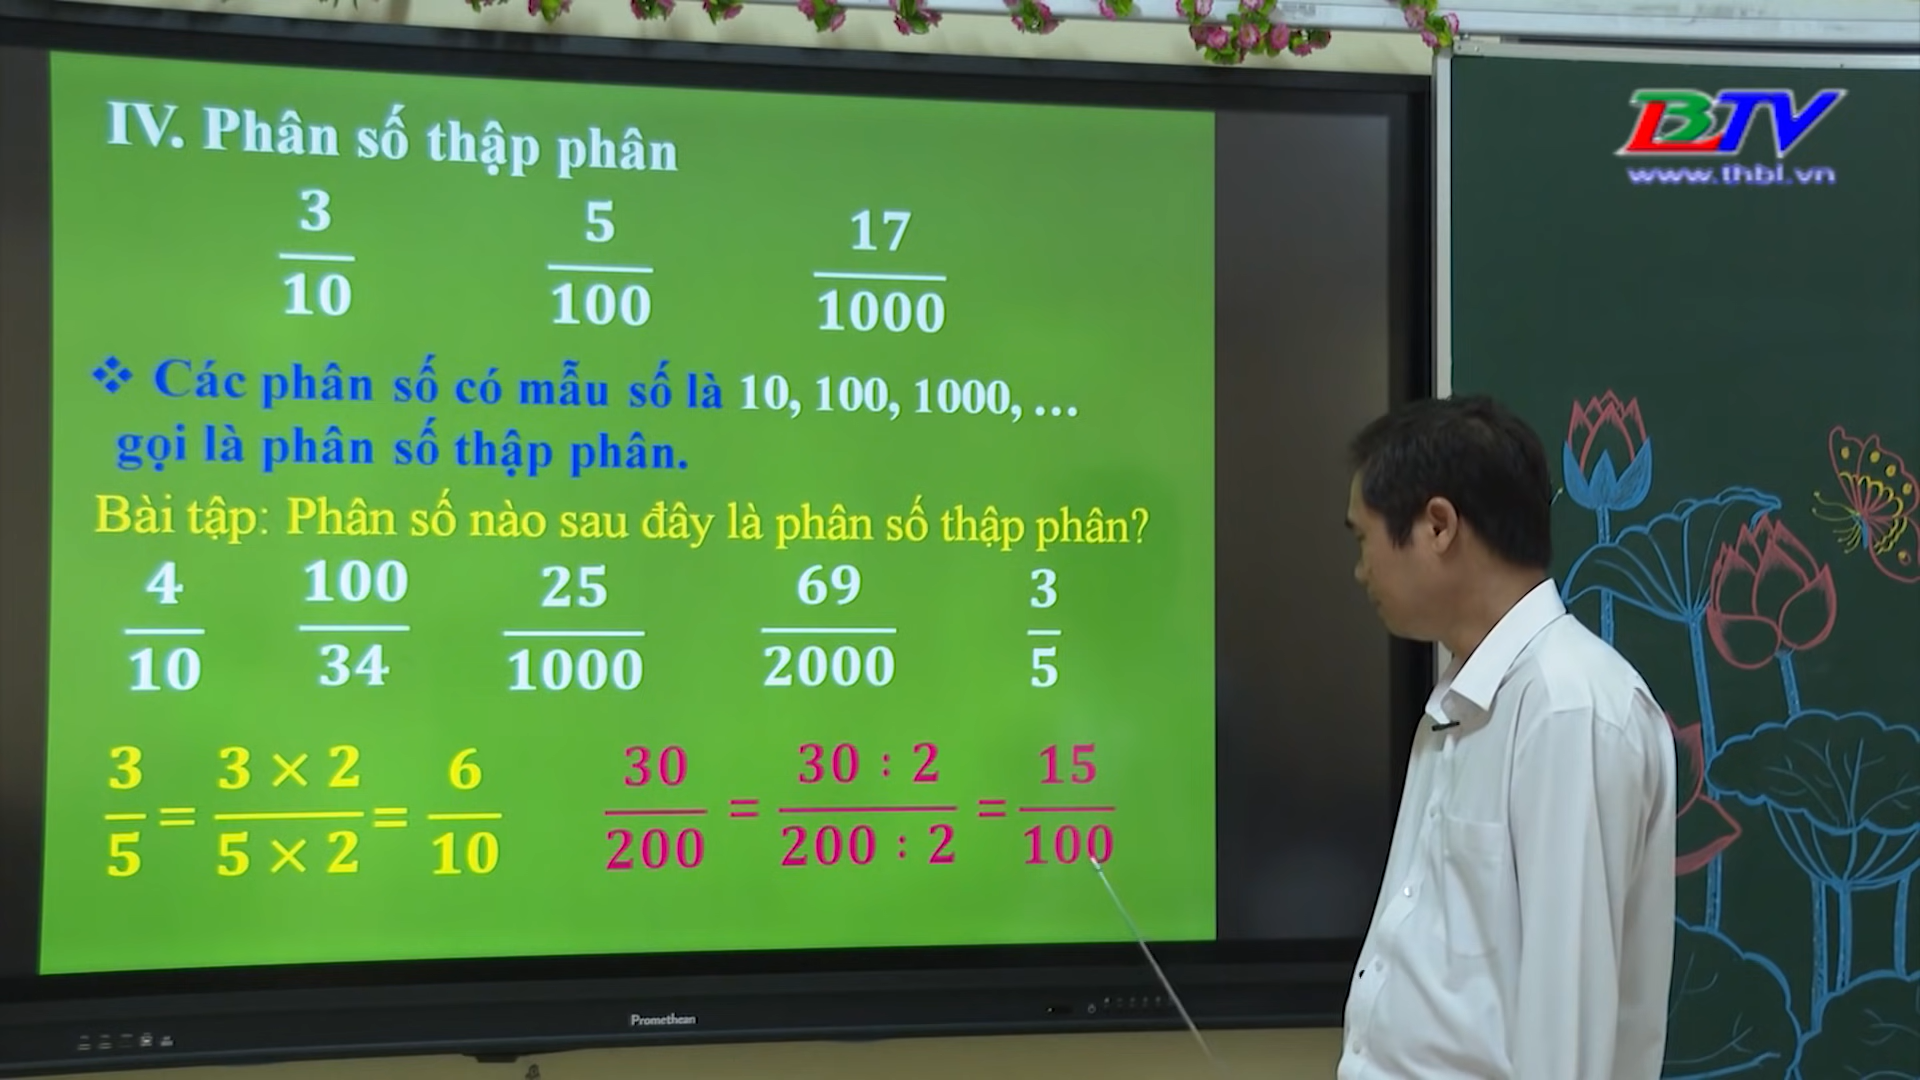 BTV
www.thbl.vn
IV. Phân số thập phân
3/10 5/100 17/1000
❖ Các phân số có mẫu số là 10, 100, 1000, ...
gọi là phân số thập phân.
Bài tập: Phân số nào sau đây là phân số thập phân?
4/10 100/34 25/1000 69/2000 3/5
3/5 = 3 × 2/5 × 2 = 6/10 30/200 = 30 : 2/200 : 2 = 15/100
Promethean